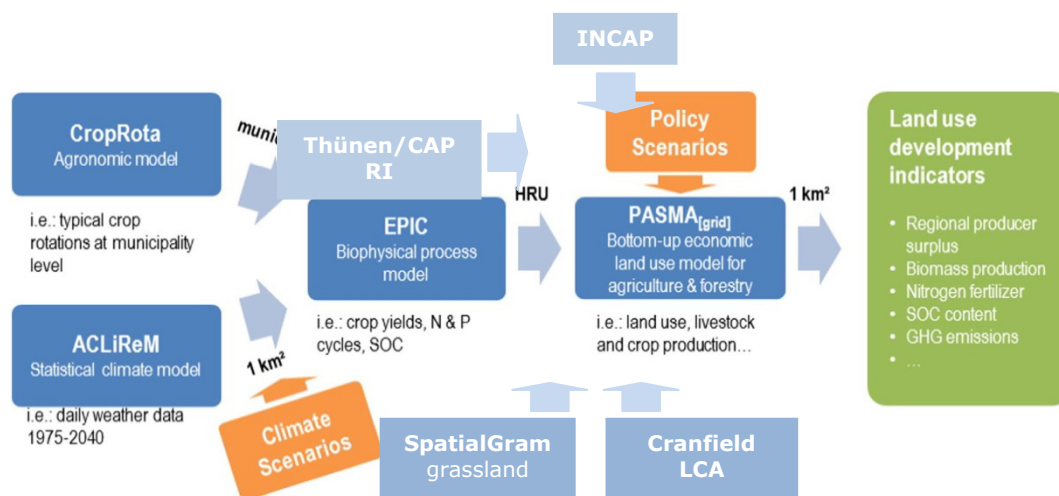 INCAP
CropRota
Agronomic model
i.e.: typical crop
rotations at municipality
level
Thünen/CAP
RI
EPIC
Biophysical process
model
i.e.: crop yields, N & P
cycles, SOC
HRU
Policy
Scenarios
PASMA[grid]
Bottom-up economic
land use model for
agriculture & forestry
i.e.: land use, livestock
and crop production...
1 km²
Land use
development
indicators
• Regional producer
surplus
• Biomass production
• Nitrogen fertilizer
• SOC content
• GHG emissions
• ...
ACLiReM
Statistical climate model
i.e.: daily weather data
1975-2040
1 km²
Climate
Scenarios
SpatialGram
grassland
Cranfield
LCA